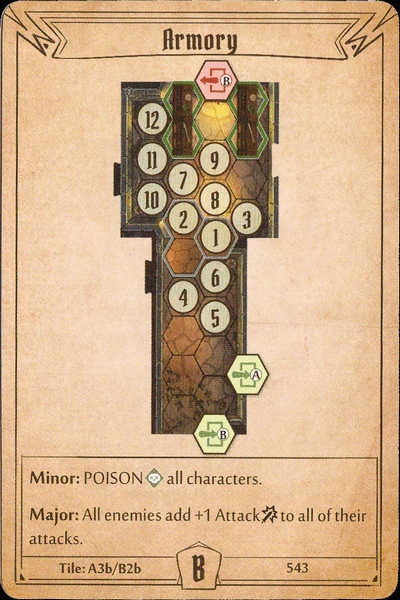 Armory
B
12
11
9
7
10
8
2
3
1
6
4
5
A
B
Minor: POISON all characters.
Major: All enemies add +1 Attack to all of their
attacks.
Tile: A3b/B2b
B
543